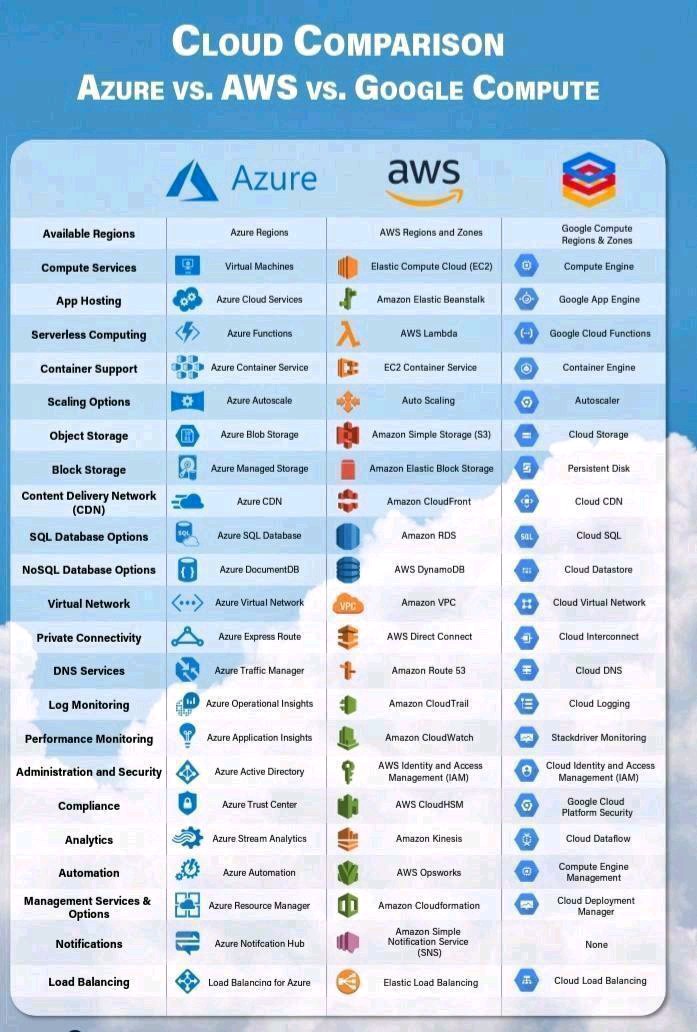 CLOUD COMPARISON
AZURE VS. AWS VS. GOOGLE COMPUTE
Azure aws
Available Regions Azure Regions AWS Regions and Zones Google Compute Regions & Zones
Compute Services Virtual Machines Elastic Compute Cloud (EC2) Compute Engine
App Hosting Azure Cloud Services Amazon Elastic Beanstalk Google App Engine
Serverless Computing Azure Functions AWS Lambda Google Cloud Functions
Container Support Azure Container Service EC2 Container Service Container Engine
Scaling Options Azure Autoscale Auto Scaling Autoscaler
Object Storage Azure Blob Storage Amazon Simple Storage (S3) Cloud Storage
Block Storage Azure Managed Storage Amazon Elastic Block Storage Persistent Disk
Content Delivery Network (CDN) Azure CDN Amazon CloudFront Cloud CDN
SQL Database Options SQL Azure SQL Database Amazon RDS SQL Cloud SQL
NoSQL Database Options Azure DocumentDB AWS DynamoDB Cloud Datastore
Virtual Network Azure Virtual Network VPC Amazon VPC Cloud Virtual Network
Private Connectivity Azure Express Route AWS Direct Connect Cloud Interconnect
DNS Services Azure Traffic Manager Amazon Route 53 Cloud DNS
Log Monitoring Azure Operational Insights Amazon CloudTrail Cloud Logging
Performance Monitoring Azure Application Insights Amazon CloudWatch Stackdriver Monitoring
Administration and Security Azure Active Directory AWS Identity and Access Management (IAM) Cloud Identity and Access Management (IAM)
Compliance Azure Trust Center AWS CloudHSM Google Cloud Platform Security
Analytics Azure Stream Analytics Amazon Kinesis Cloud Dataflow
Automation Azure Automation AWS Opsworks Compute Engine Management
Management Services & Options Azure Resource Manager Amazon Cloudformation Cloud Deployment Manager
Notifications Azure Notifcation Hub Amazon Simple Notification Service (SNS) None
Load Balancing Load Balancing for Azure Elastic Load Balancing Cloud Load Balancing